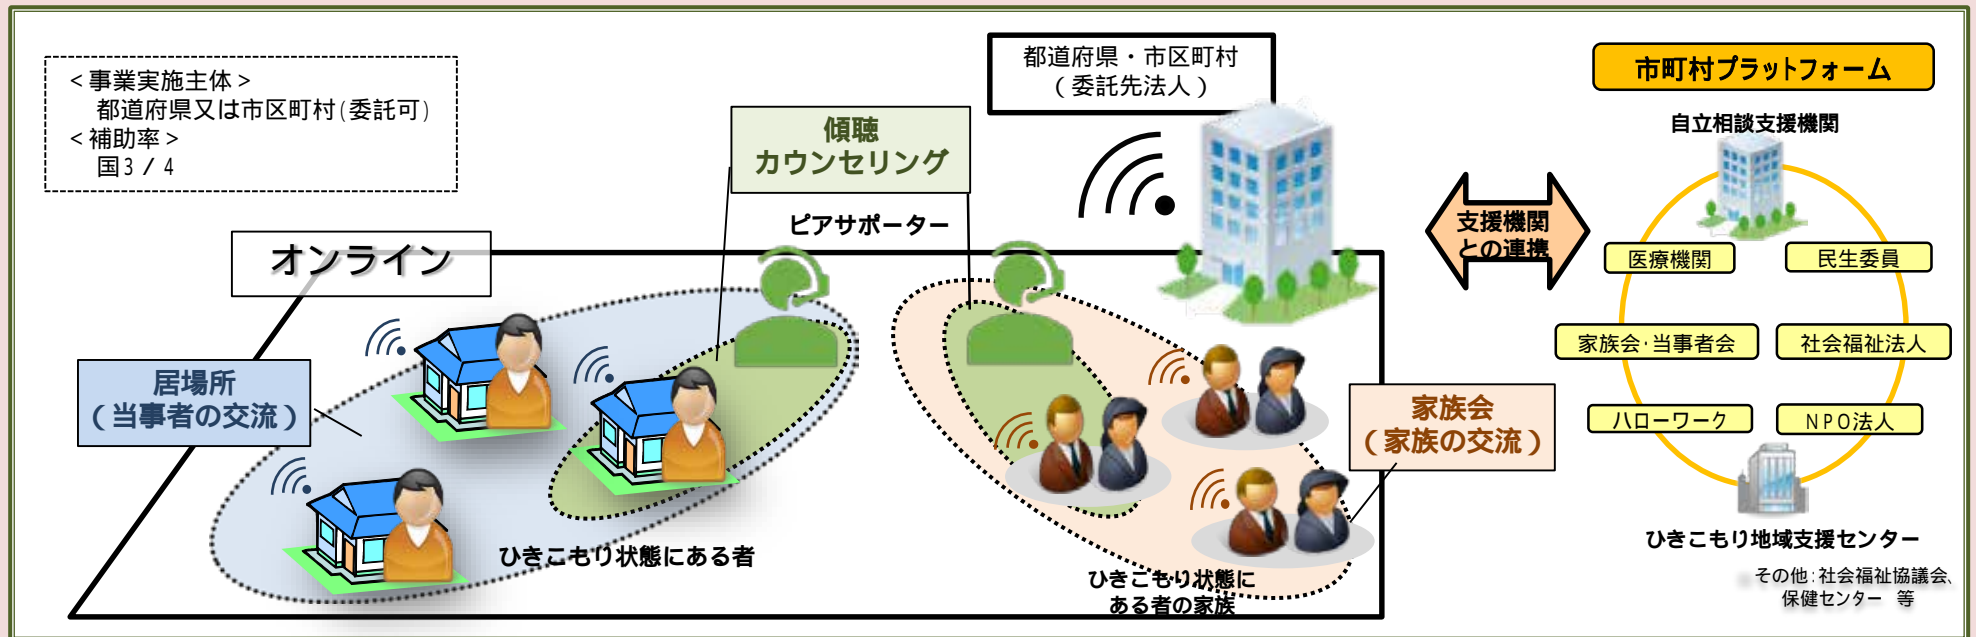 <事業実施主体>
都道府県又は市区町村(委託可)
<補助率>
国3/4
都道府県・市区町村
(委託先法人)
市町村プラットフォーム
自立相談支援機関
傾聴
カウンセリング
ピアサポーター
支援機関
との連携
オンライン
医療機関
民生委員
家族会・当事者会
社会福祉法人
居場所
(当事者の交流)
家族会
(家族の交流)
ハローワーク
NPO法人
ひきこもり状態にある者
ひきこもり状態に
ある者の家族
ひきこもり地域支援センター
その他:社会福祉協議会、
保健センター 等